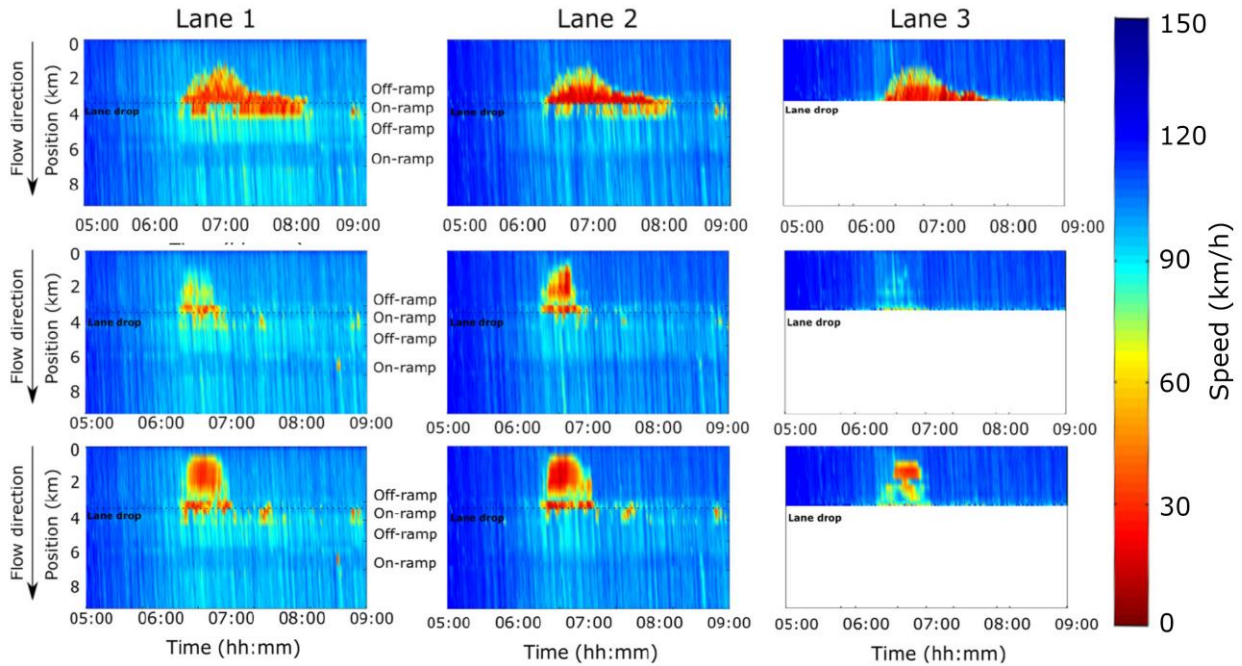 Lane 1
Lane 2
Lane 3
Flow direction
Position (km)
0
2
4
6
8
Lane drop
Off-ramp
On-ramp
Off-ramp
On-ramp
Lane drop
Lane drop
05:00 06:00 07:00 08:00 09:00
05:00 06:00 07:00 08:00 09:00
05:00 06:00 07:00 08:00 09:00
Flow direction
Position (km)
0
2
4
6
8
Lane drop
Off-ramp
On-ramp
Off-ramp
On-ramp
Lane drop
Lane drop
05:00 06:00 07:00 08:00 09:00
05:00 06:00 07:00 08:00 09:00
05:00 06:00 07:00 08:00 09:00
Flow direction
Position (km)
0
2
4
6
8
Lane drop
Off-ramp
On-ramp
Off-ramp
On-ramp
Lane drop
Lane drop
05:00 06:00 07:00 08:00 09:00
05:00 06:00 07:00 08:00 09:00
05:00 06:00 07:00 08:00 09:00
Time (hh:mm)
Time (hh:mm)
Time (hh:mm)
150
120
90
60
30
0
Speed (km/h)